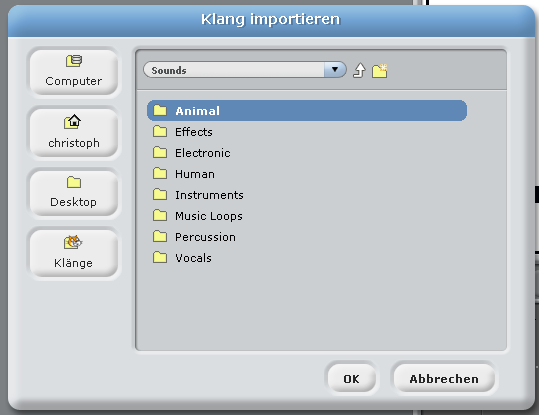 Klang importieren
Computer
christoph
Desktop
Klänge
Sounds
Animal
Effects
Electronic
Human
Instruments
Music Loops
Percussion
Vocals
OK
Abbrechen